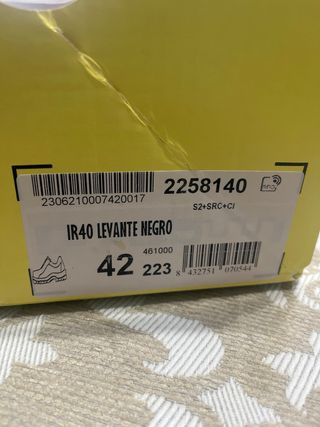 2306210007420017
2258140
S2+SRC+CI
IR40 LEVANTE NEGRO
42
461000
223
8 432751 070544